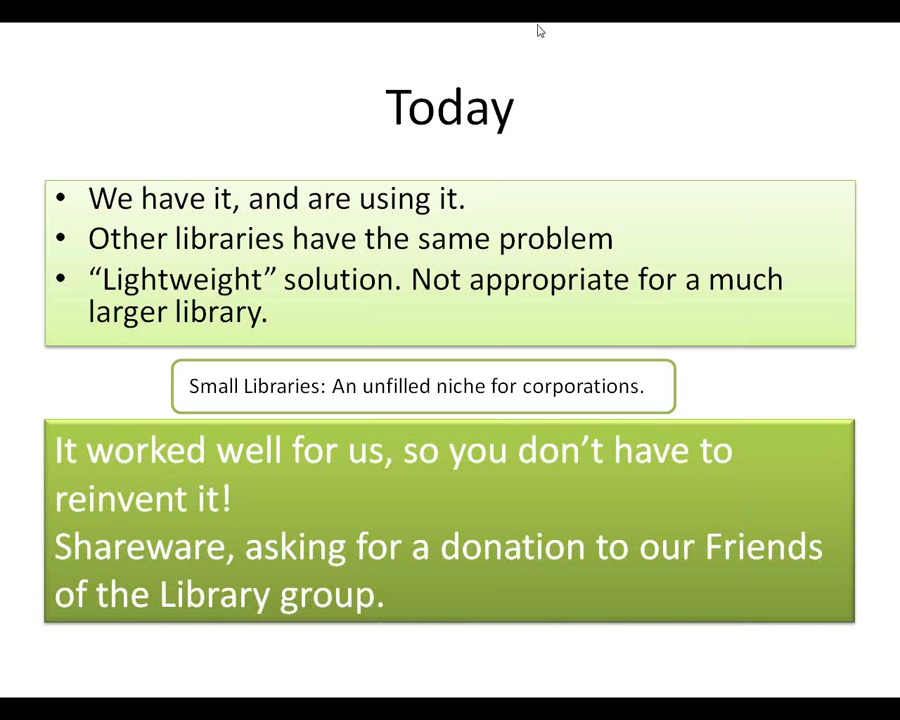 Today
• We have it, and are using it.
• Other libraries have the same problem
• “Lightweight” solution. Not appropriate for a much
larger library.
Small Libraries: An unfilled niche for corporations.
It worked well for us, so you don’t have to
reinvent it!
Shareware, asking for a donation to our Friends
of the Library group.